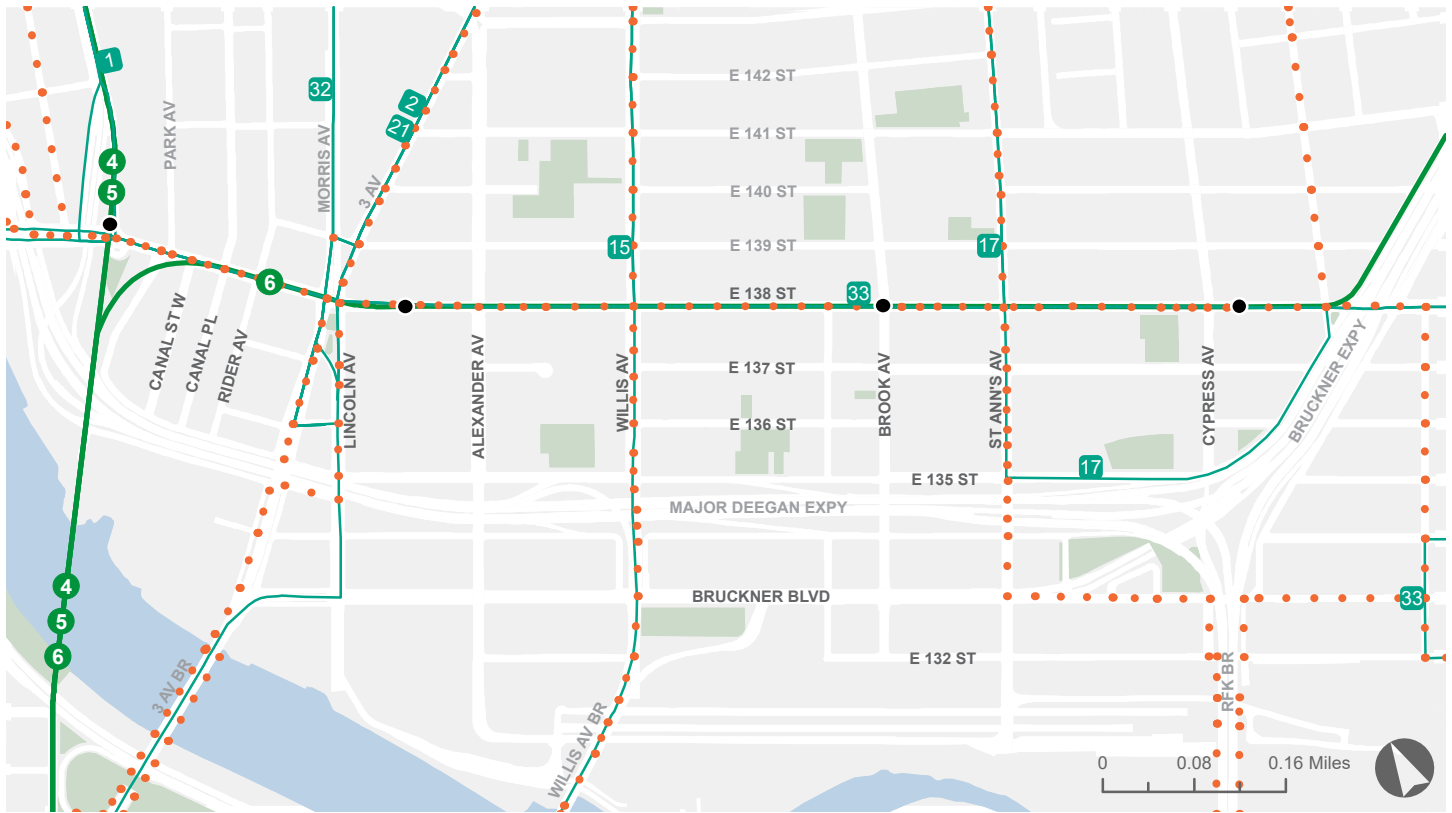 1
32
2
21
E 142 ST
PARK AV
MORRIS AV
E 141 ST
4
5
3 AV
E 140 ST
15
E 139 ST
17
6
E 138 ST
33
CANAL ST W
CANAL PL
RIDER AV
LINCOLN AV
ALEXANDER AV
WILLIS AV
E 137 ST
BROOK AV
ST ANN'S AV
CYPRESS AV
BRUCKNER EXPY
E 136 ST
17
E 135 ST
MAJOR DEEGAN EXPY
4
5
6
BRUCKNER BLVD
33
E 132 ST
3 AV BR
WILLIS AV BR
RFK BR
0 0.08 0.16 Miles